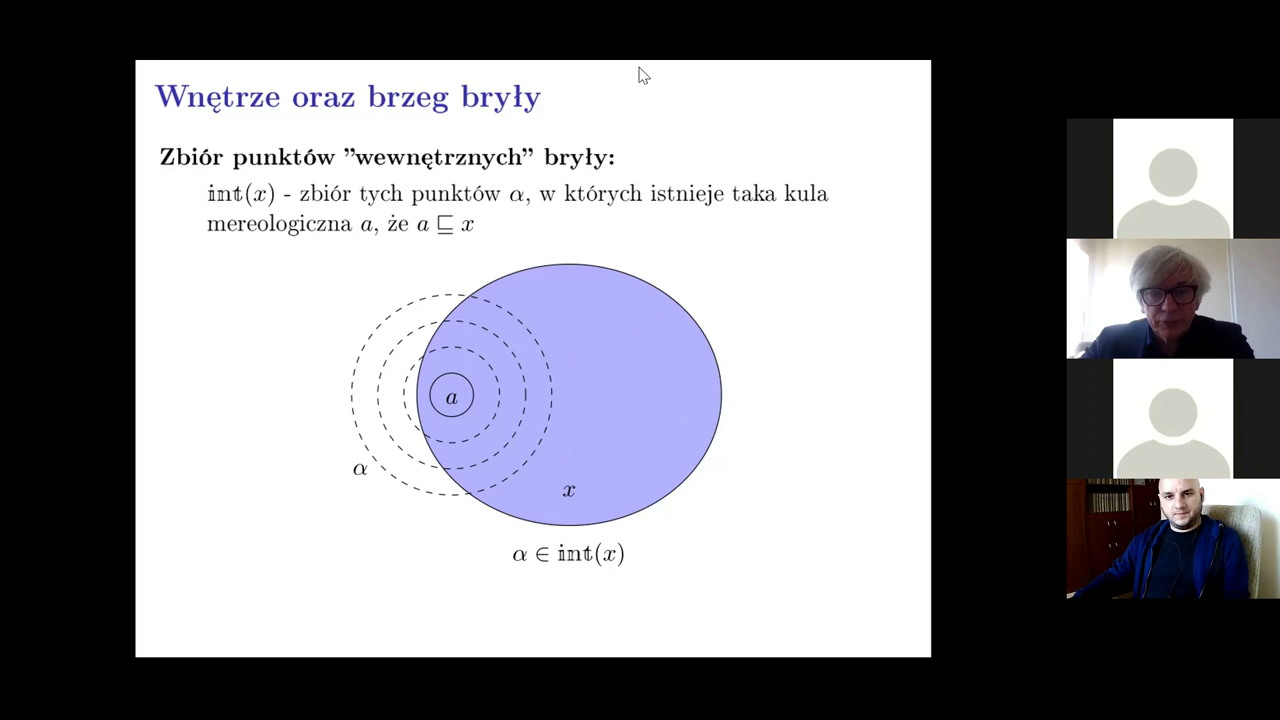 Wnętrze oraz brzeg bryły
Zbiór punktów ”wewnętrznych” bryły:
𝕚𝕟𝕥(x) - zbiór tych punktów α, w których istnieje taka kula
mereologiczna a, że a ⊑ x
a
α
x
α ∈ 𝕚𝕟𝕥(x)